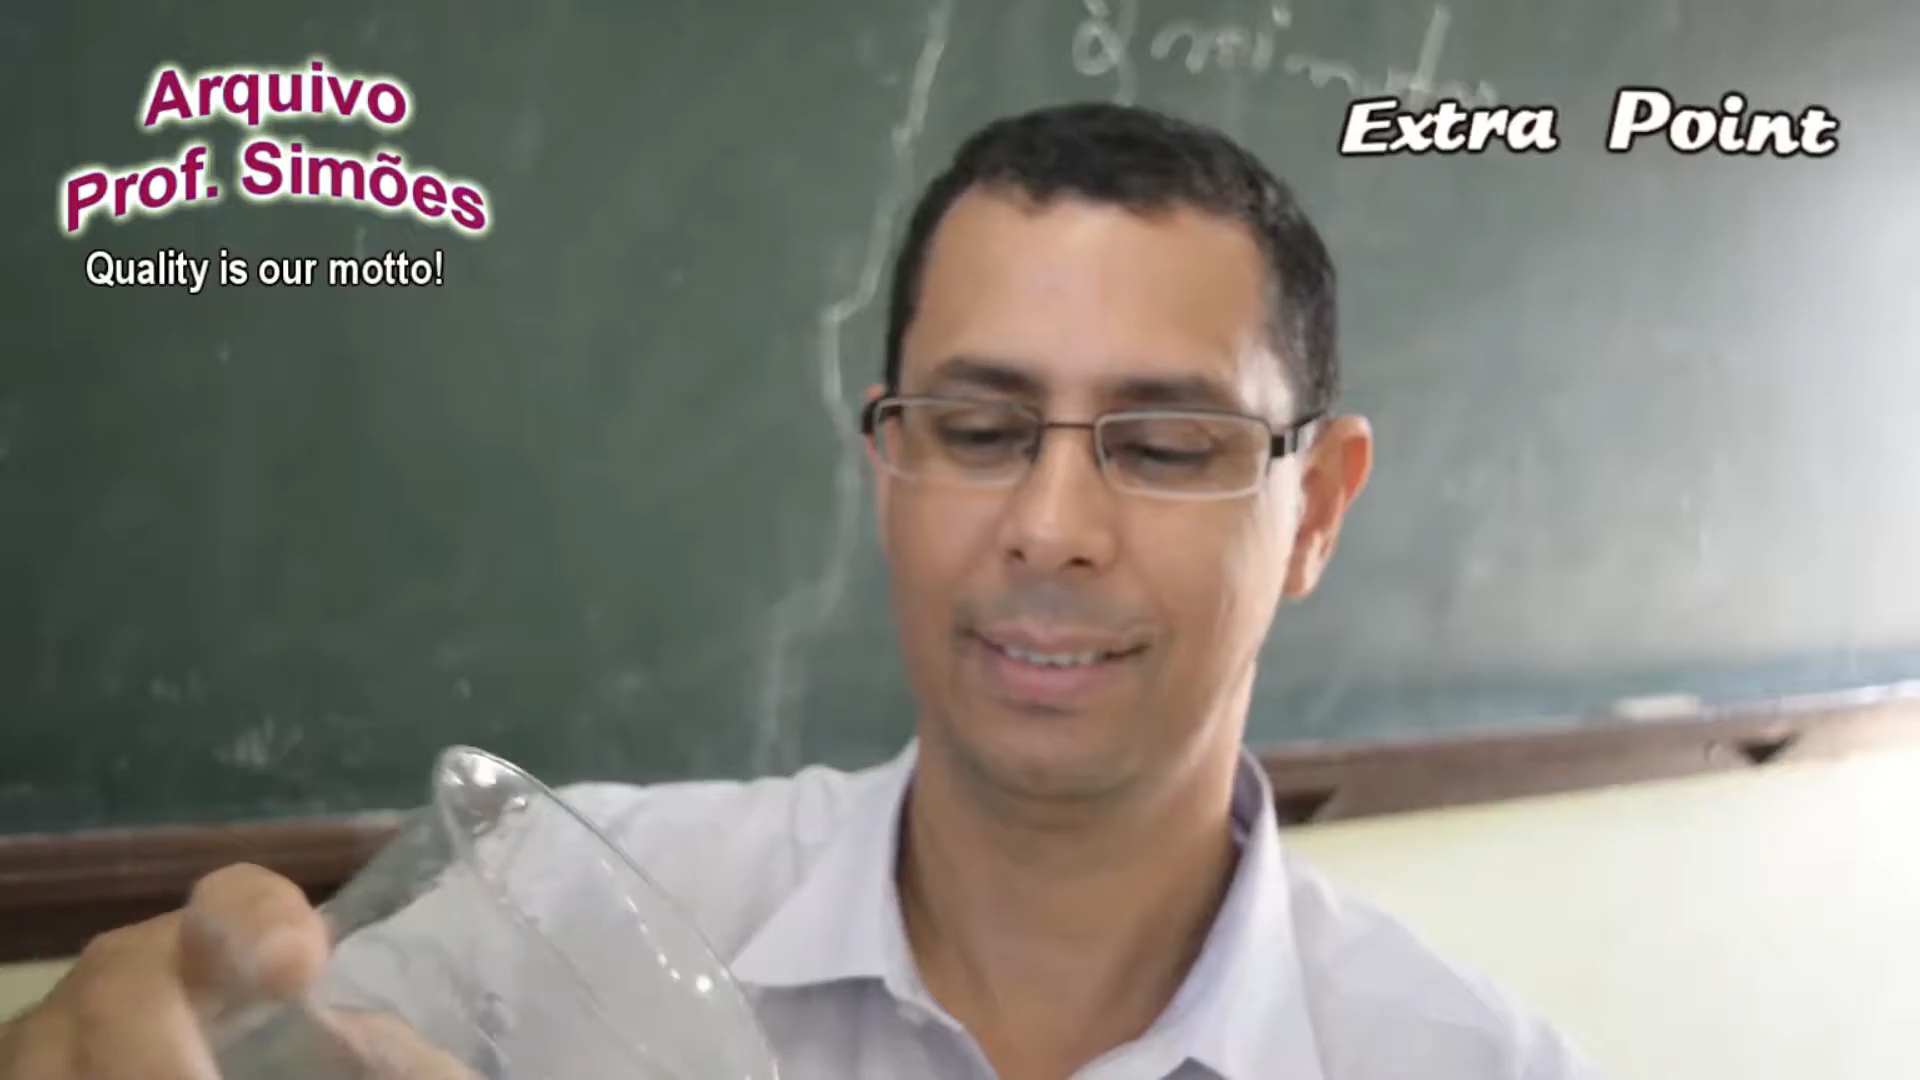 Arquivo
Prof. Simões
Quality is our motto!
Extra Point